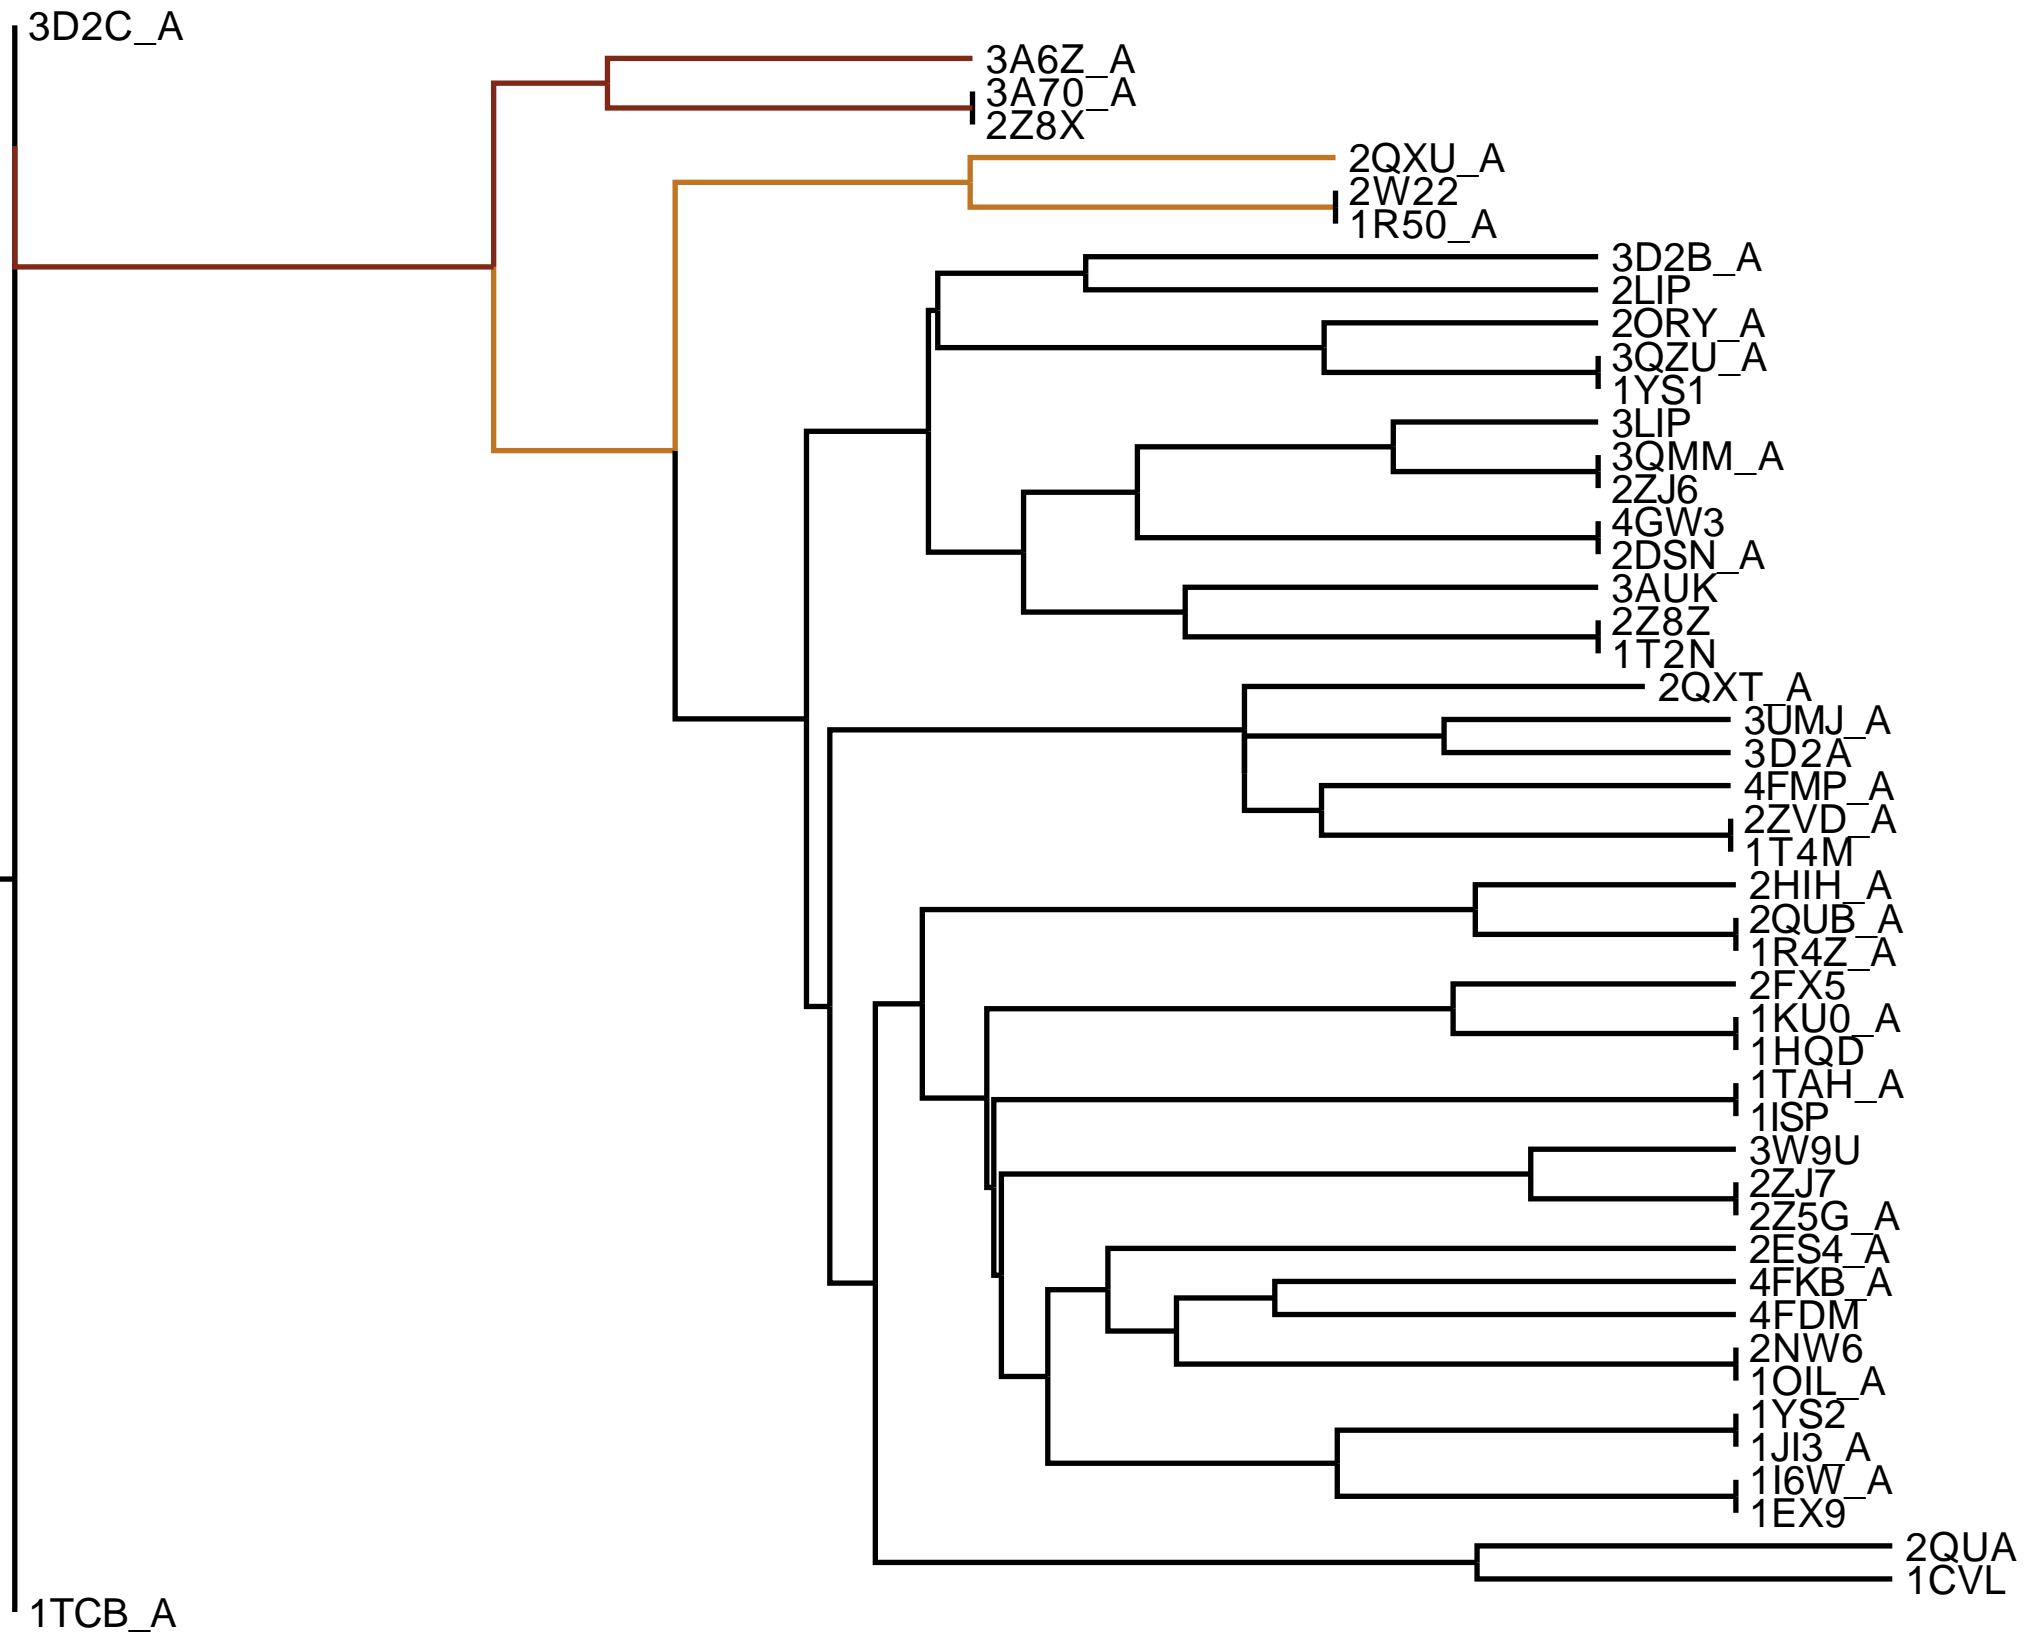 3D2C_A
3A6Z_A
3A70_A
2Z8X
2QXU_A
2W22
1R50_A
3D2B_A
2LIP
2ORY_A
3QZU_A
1YS1
3LIP
3QMM_A
2ZJ6
4GW3
2DSN_A
3AUK
2Z8Z
1T2N
2QXT_A
3UMJ_A
3D2A
4FMP_A
2ZVD_A
1T4M
2HIH_A
2QUB_A
1R4Z_A
2FX5
1KU0_A
1HQD
1TAH_A
1ISP
3W9U
2ZJ7
2Z5G_A
2ES4_A
4FKB_A
4FDM
2NW6
1OIL_A
1YS2
1JI3_A
1I6W_A
1EX9
2QUA
1CVL
1TCB_A